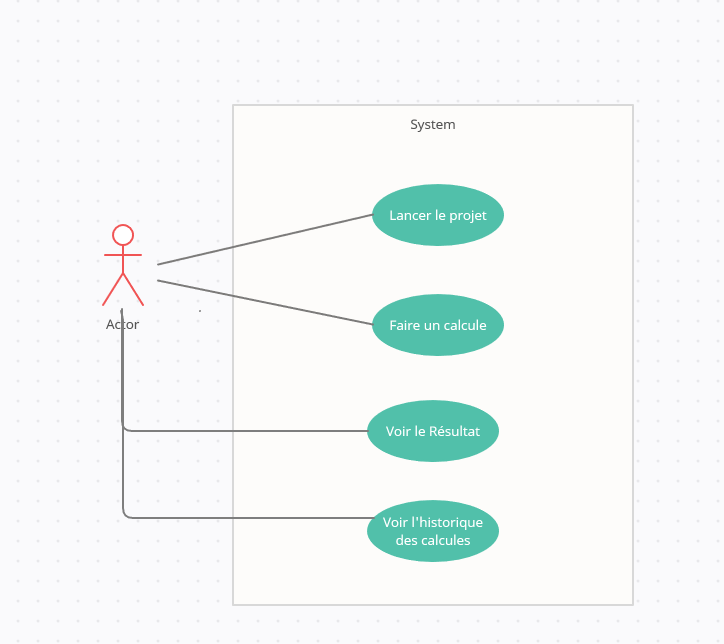 System
Lancer le projet
Actor
Faire un calcule
Voir le Résultat
Voir l'historique
des calcules